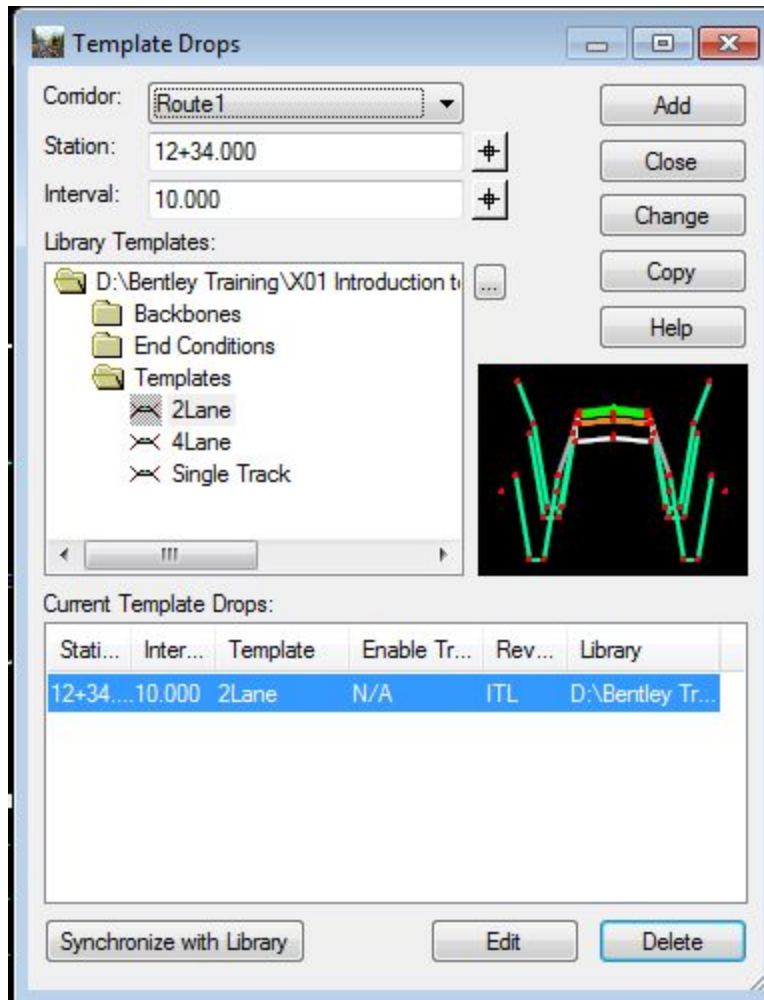 Template Drops
Corridor: Route1
Station: 12+34.000
Interval: 10.000
Add
Close
Change
Copy
Help
Library Templates:
D:\Bentley Training\X01 Introduction t
...
Backbones
End Conditions
Templates
2Lane
4Lane
Single Track
Current Template Drops:
Stati... Inter... Template Enable Tr... Rev... Library
12+34.... 10.000 2Lane N/A ITL D:\Bentley Tr...
Synchronize with Library Edit Delete